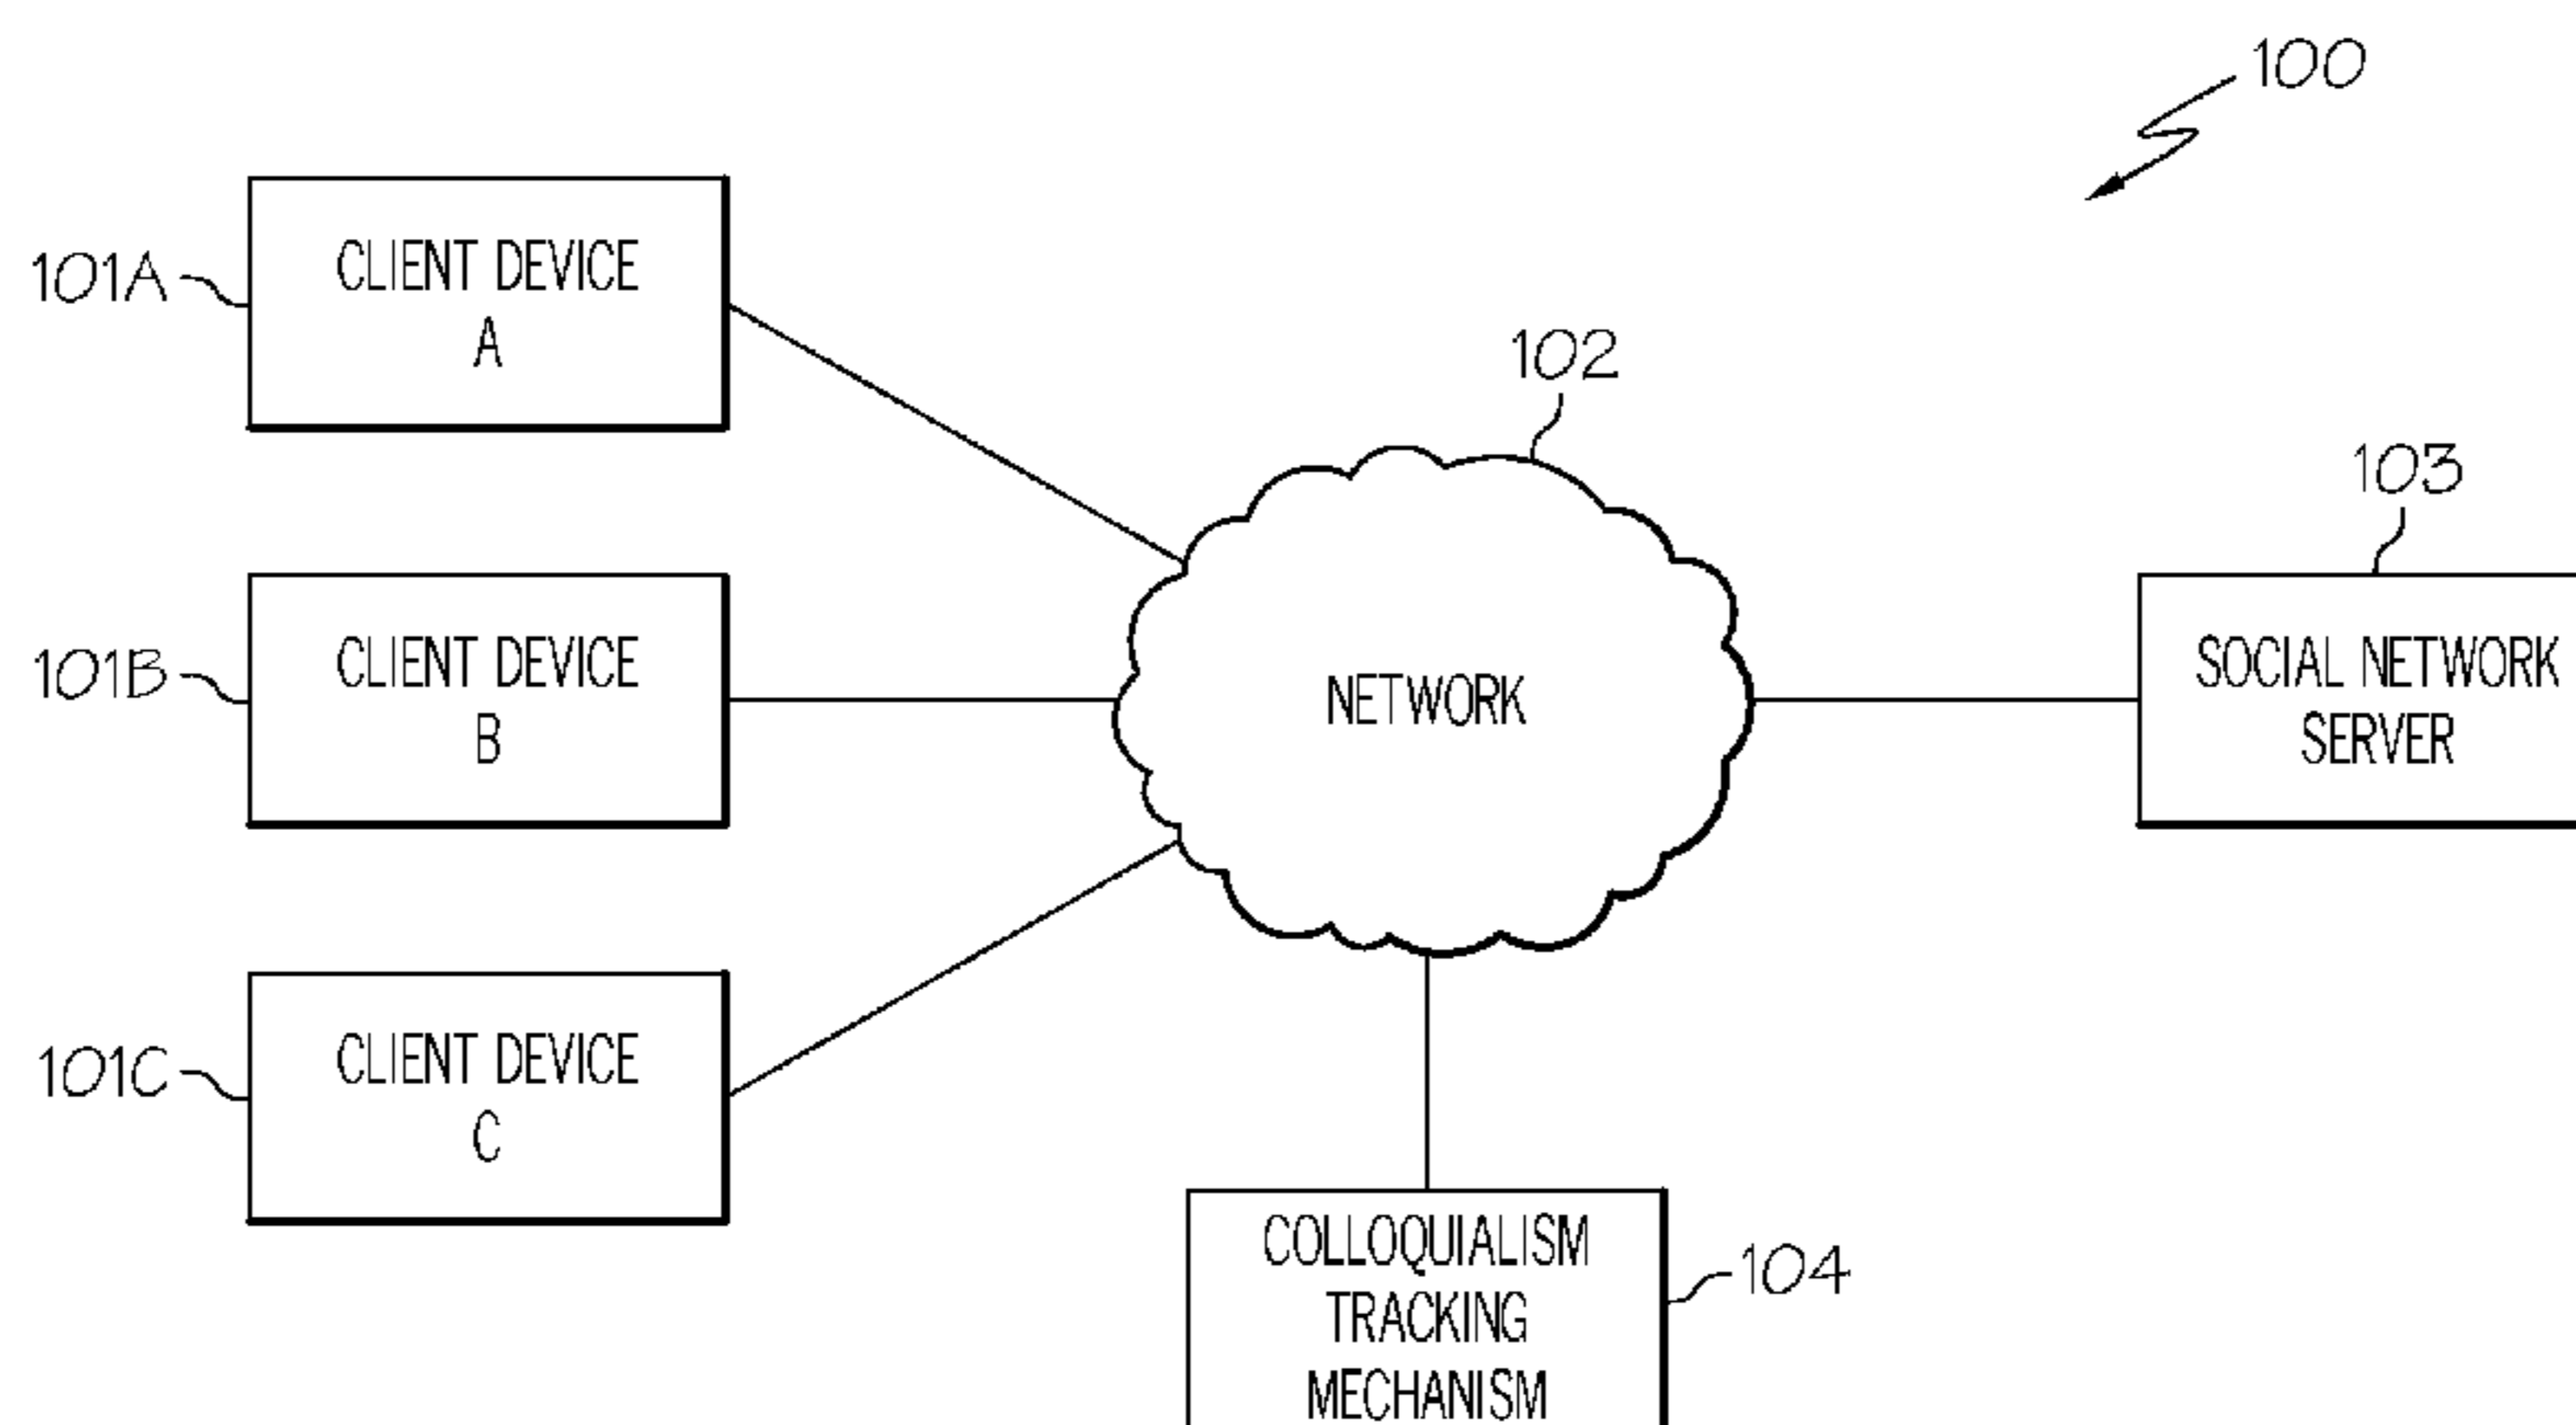 100
101A
CLIENT DEVICE
A
102
103
101B
CLIENT DEVICE
B
NETWORK
SOCIAL NETWORK
SERVER
101C
CLIENT DEVICE
C
COLLOQUIALISM
TRACKING
MECHANISM
104